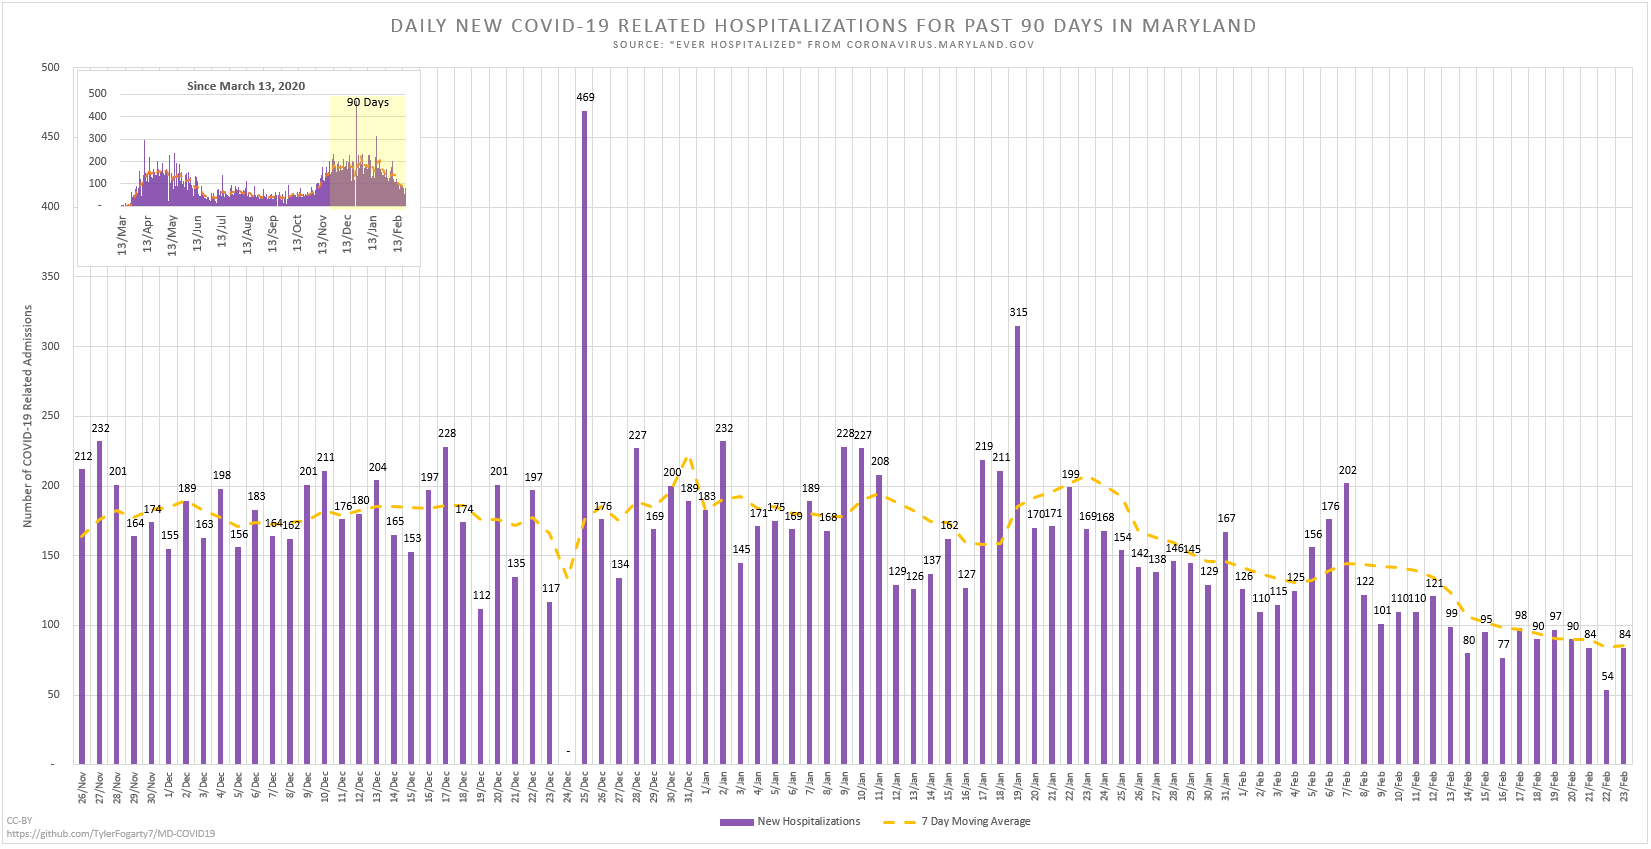 DAILY NEW COVID-19 RELATED HOSPITALIZATIONS FOR PAST 90 DAYS IN MARYLAND
SOURCE: "EVER HOSPITALIZED" FROM CORONAVIRUS.MARYLAND.GOV
Number of COVID-19 Related Admissions
500
450
400
350
300
250
200
150
100
50
-
Since March 13, 2020
90 Days
500
400
300
200
100
-
13/Mar 13/Apr 13/May 13/Jun 13/Jul 13/Aug 13/Sep 13/Oct 13/Nov 13/Dec 13/Jan 13/Feb
212 232 201 164 174 155 189 163 198 156 183 164 162 201 211 176 180 204 165 153 197 228 174 112 201 135 197 117 - 469 176 134 227 169 200 189 183 232 145 171 175 169 189 168 228 227 208 129 126 137 162 127 219 211 315 170 171 199 169 168 154 142 138 146 145 129 167 126 110 115 125 156 176 202 122 101 110 110 121 99 80 95 77 98 90 97 90 84 54 84
26/Nov 27/Nov 28/Nov 29/Nov 30/Nov 1/Dec 2/Dec 3/Dec 4/Dec 5/Dec 6/Dec 7/Dec 8/Dec 9/Dec 10/Dec 11/Dec 12/Dec 13/Dec 14/Dec 15/Dec 16/Dec 17/Dec 18/Dec 19/Dec 20/Dec 21/Dec 22/Dec 23/Dec 24/Dec 25/Dec 26/Dec 27/Dec 28/Dec 29/Dec 30/Dec 31/Dec 1/Jan 2/Jan 3/Jan 4/Jan 5/Jan 6/Jan 7/Jan 8/Jan 9/Jan 10/Jan 11/Jan 12/Jan 13/Jan 14/Jan 15/Jan 16/Jan 17/Jan 18/Jan 19/Jan 20/Jan 21/Jan 22/Jan 23/Jan 24/Jan 25/Jan 26/Jan 27/Jan 28/Jan 29/Jan 30/Jan 31/Jan 1/Feb 2/Feb 3/Feb 4/Feb 5/Feb 6/Feb 7/Feb 8/Feb 9/Feb 10/Feb 11/Feb 12/Feb 13/Feb 14/Feb 15/Feb 16/Feb 17/Feb 18/Feb 19/Feb 20/Feb 21/Feb 22/Feb 23/Feb
New Hospitalizations 7 Day Moving Average
CC-BY
https://github.com/TylerFogarty7/MD-COVID19